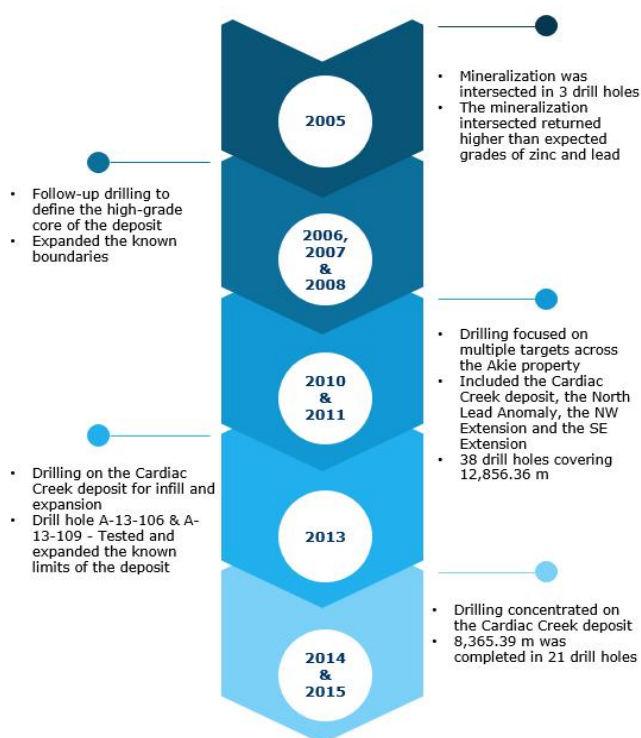 2005
• Mineralization was
intersected in 3 drill holes
• The mineralization
intersected returned
higher than expected
grades of zinc and lead
• Follow-up drilling to
define the high-grade
core of the deposit
• Expanded the known
boundaries
2006,
2007
&
2008
2010
&
2011
• Drilling focused on
multiple targets across
the Akie property
• Included the Cardiac
Creek deposit, the North
Lead Anomaly, the NW
Extension and the SE
Extension
• 38 drill holes covering
12,856.36 m
• Drilling on the Cardiac
Creek deposit for infill and
expansion
• Drill hole A-13-106 & A-
13-109 - Tested and
expanded the known
limits of the deposit
2013
2014
&
2015
• Drilling concentrated on
the Cardiac Creek deposit
• 8,365.39 m was
completed in 21 drill holes